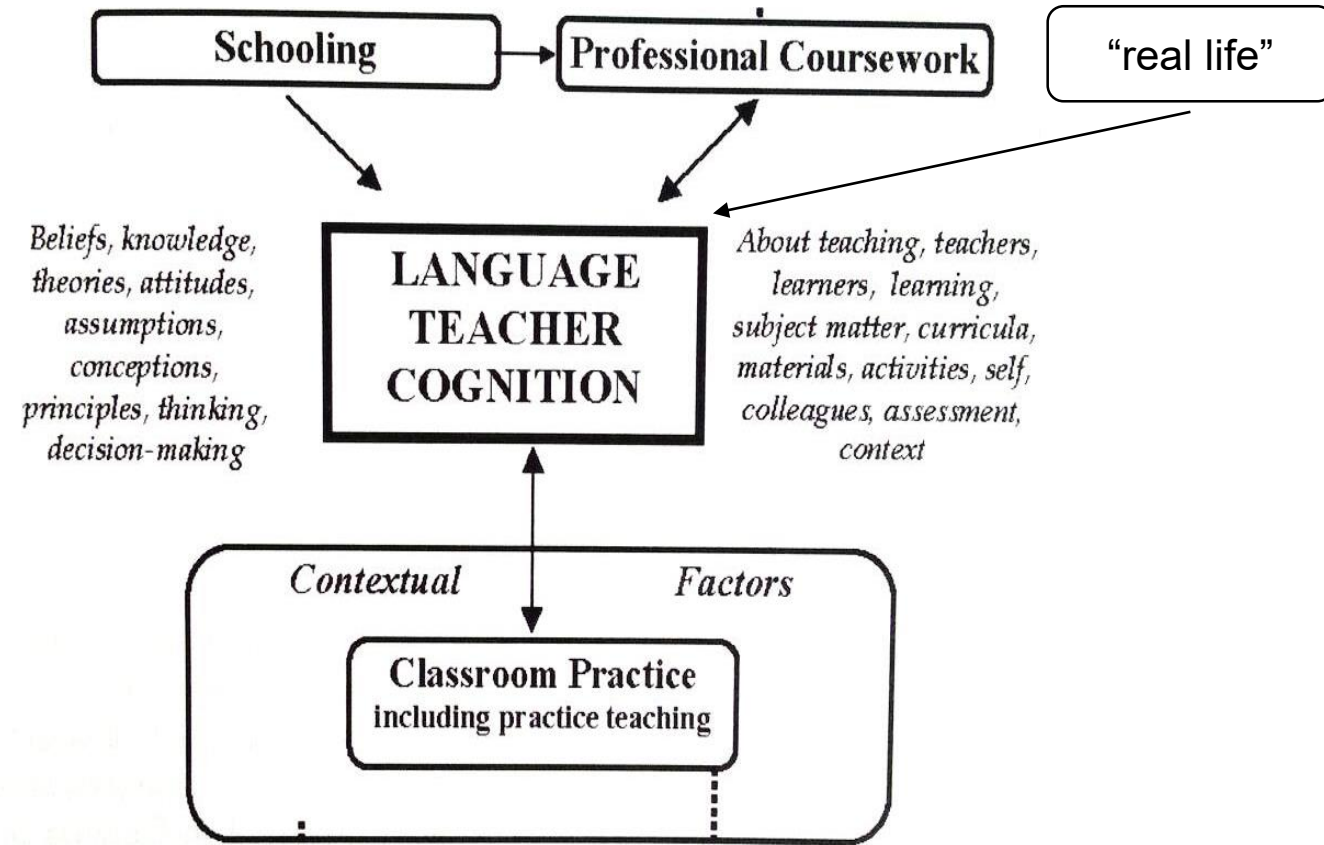 Schooling
Professional Coursework
“real life”
Beliefs, knowledge,
theories, attitudes,
assumptions,
conceptions,
principles, thinking,
decision-making
LANGUAGE
TEACHER
COGNITION
About teaching, teachers,
learners, learning,
subject matter, curricula,
materials, activities, self,
colleagues, assessment,
context
Contextual Factors
Classroom Practice
including practice teaching